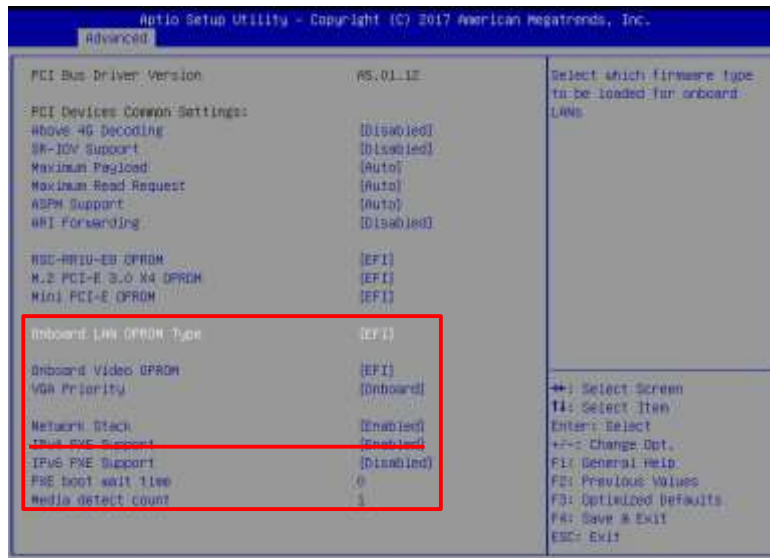 Aptio Setup Utility - Copyright (C) 2017 American Megatrends, Inc.
Advanced
PCI Bus Driver Version A5.01.12
PCI Devices Common Settings:
Above 4G Decoding [Disabled]
SR-IOV Support [Disabled]
Maximum Payload [Auto]
Maximum Read Request [Auto]
ASPM Support [Auto]
ARI Forwarding [Disabled]
RSC-RR1U-E8 OPROM [EFI]
M.2 PCI-E 3.0 X4 OPROM [EFI]
Mini PCI-E OPROM [EFI]
Onboard LAN OPROM Type [EFI]
Onboard Video OPROM [EFI]
VGA Priority [Onboard]
Network Stack [Enabled]
IPv4 PXE Support [Enabled]
IPv6 PXE Support [Disabled]
PXE boot wait time 0
Media detect count 1
Select which firmware type
to be loaded for onboard
LANs
→←: Select Screen
↑↓: Select Item
Enter: Select
+/-: Change Opt.
F1: General Help
F2: Previous Values
F3: Optimized Defaults
F4: Save & Exit
ESC: Exit